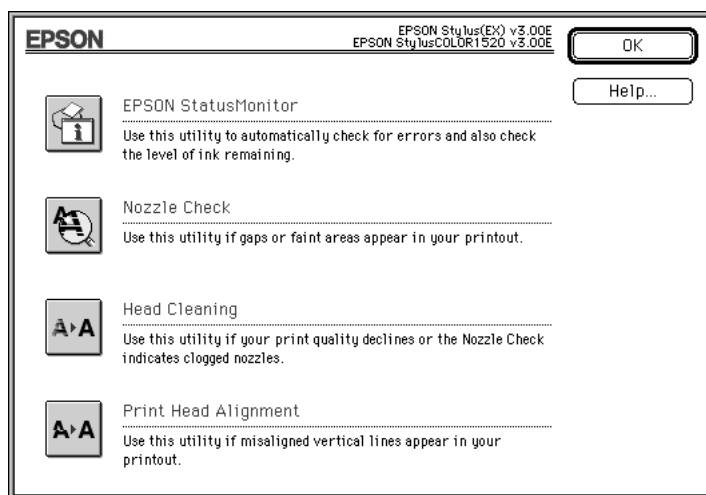 EPSON
EPSON Stylus(EX) v3.00E
EPSON StylusCOLOR1520 v3.00E
OK
Help...
EPSON StatusMonitor
Use this utility to automatically check for errors and also check
the level of ink remaining.
Nozzle Check
Use this utility if gaps or faint areas appear in your printout.
Head Cleaning
Use this utility if your print quality declines or the Nozzle Check
indicates clogged nozzles.
Print Head Alignment
Use this utility if misaligned vertical lines appear in your
printout.